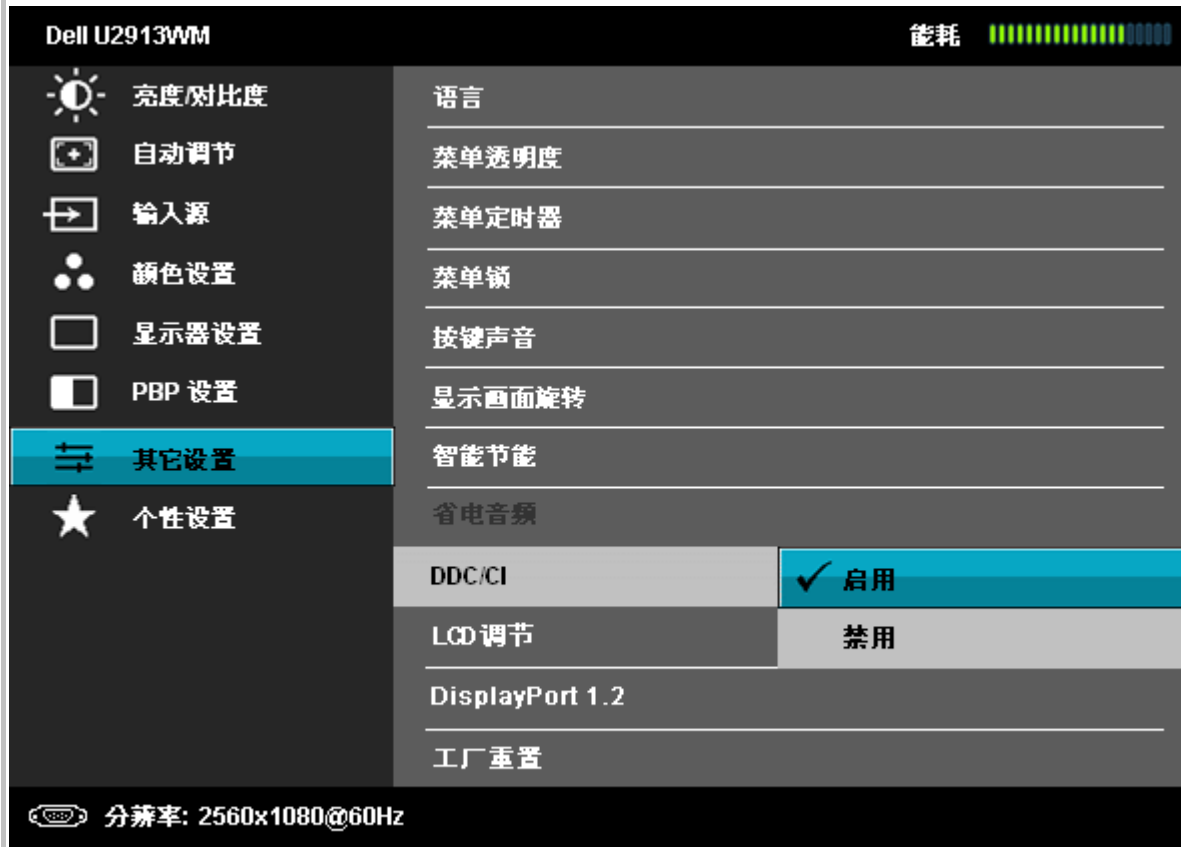 Dell U2913WM 能耗
亮度/对比度
自动调节
输入源
颜色设置
显示器设置
PBP 设置
其它设置
个性设置
语言
菜单透明度
菜单定时器
菜单锁
按键声音
显示画面旋转
智能节能
省电音频
DDC/CI 启用
LCD 调节 禁用
DisplayPort 1.2
工厂重置
分辨率: 2560x1080@60Hz